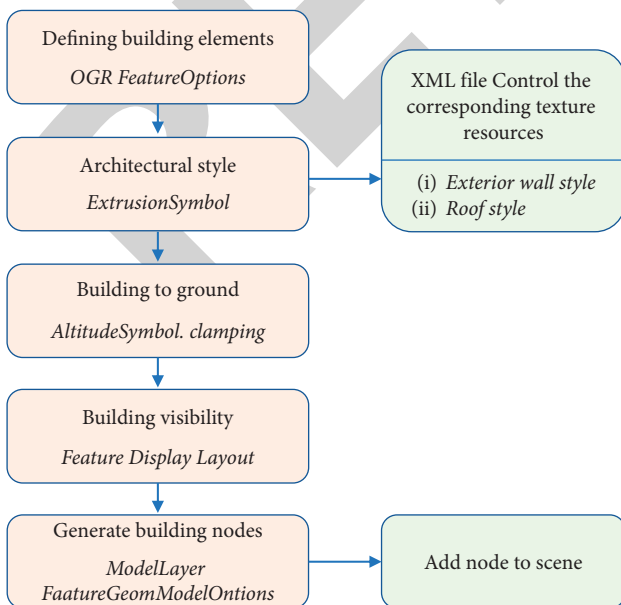 Defining building elements
OGR FeatureOptions
Architectural style
ExtrusionSymbol
XML file Control the
corresponding texture
resources
(i) Exterior wall style
(ii) Roof style
Building to ground
AltitudeSymbol. clamping
Building visibility
Feature Display Layout
Generate building nodes
ModelLayer
FaatureGeomModelOntions
Add node to scene